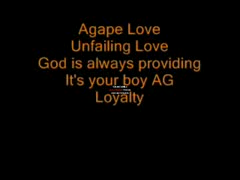 Agape Love
Unfailing Love
God is always providing
It's your boy AG
Loyalty